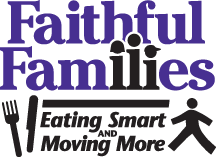 Faithful
Families
Eating Smart
AND
Moving More